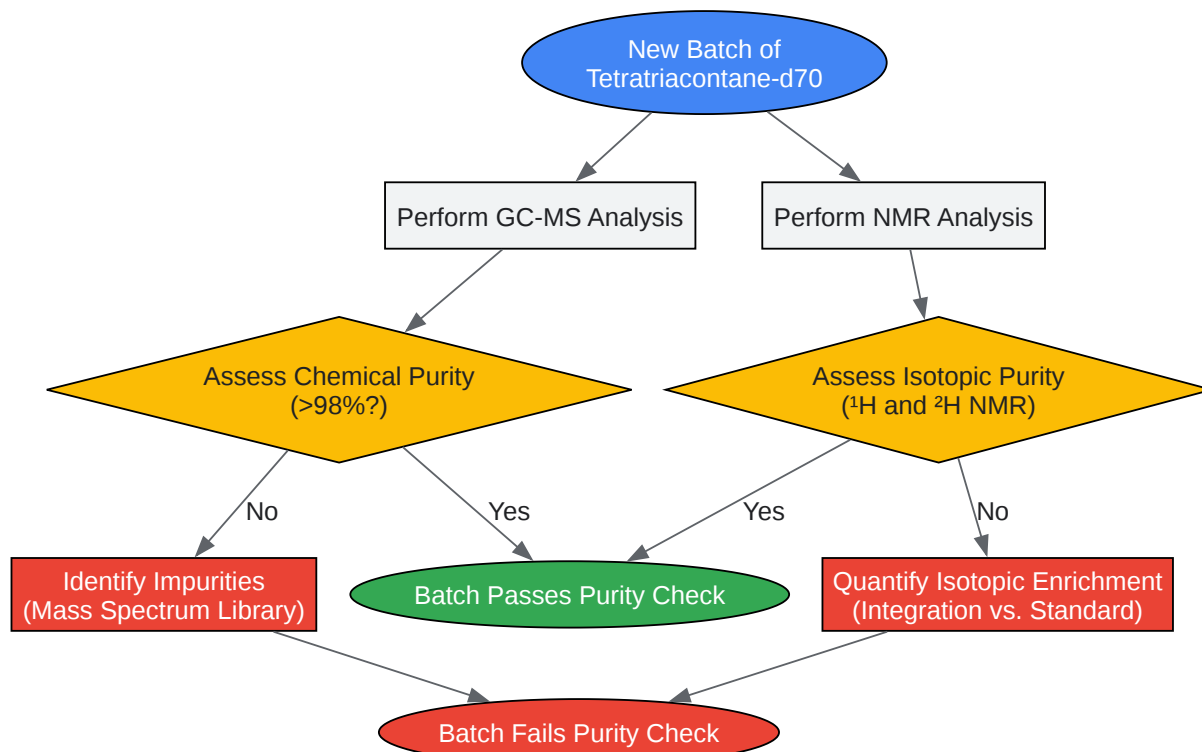 New Batch of
Tetratriacontane-d70
Perform GC-MS Analysis
Perform NMR Analysis
Assess Chemical Purity
(>98%?)
Assess Isotopic Purity
(¹H and ²H NMR)
No
Yes
Yes
No
Identify Impurities
(Mass Spectrum Library)
Batch Passes Purity Check
Quantify Isotopic Enrichment
(Integration vs. Standard)
Batch Fails Purity Check